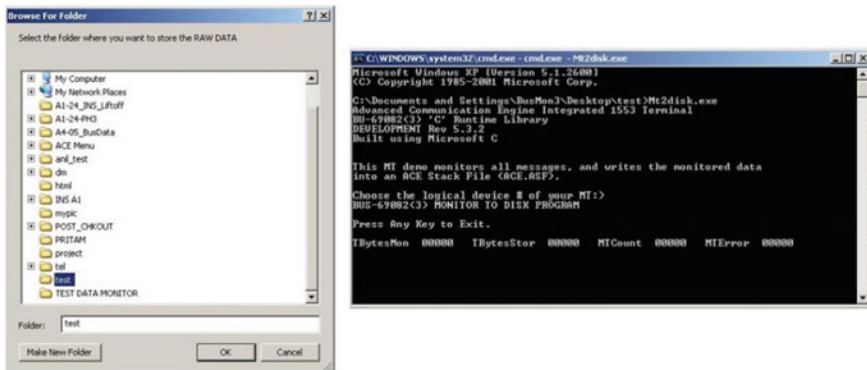 Browse For Folder
Select the folder where you want to store the RAW DATA
My Computer
My Network Places
A1-24_INS_Liftoff
A1-24-PH3
A4-05_BusData
ACE Menu
anil_test
dm
html
INS A1
mypic
POST_CHKOUT
PRITAM
project
tel
test
TEST DATA MONITOR
Folder: test
Make New Folder OK Cancel
C:\WINDOWS\system32\cmd.exe - cmd.exe - Mt2disk.exe
Microsoft Windows XP [Version 5.1.2600]
(C) Copyright 1985-2001 Microsoft Corp.
C:\Documents and Settings\BusMon3\Desktop\test>Mt2disk.exe
Advanced Communication Engine Integrated 1553 Terminal
BU-69082(3) 'C' Runtime Library
DEVELOPMENT Rev 5.3.2
Built using Microsoft C
This MT demo monitors all messages, and writes the monitored data
into an ACE Stack File (ACE.ASF).
Choose the logical device # of your MT:>
BUS-69082(3) MONITOR TO DISK PROGRAM
Press Any Key to Exit.
TBytesMon 00000 TBytesStor 00000 MTCount 00000 MTError 00000